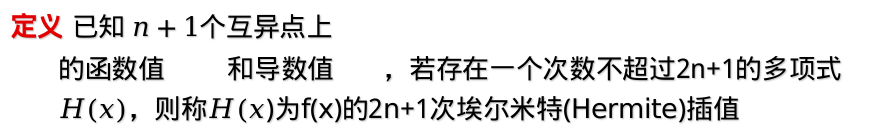 定义 已知 n + 1个互异点上
的函数值 和导数值 ，若存在一个次数不超过2n+1的多项式
H(x)，则称H(x)为f(x)的2n+1次埃尔米特(Hermite)插值